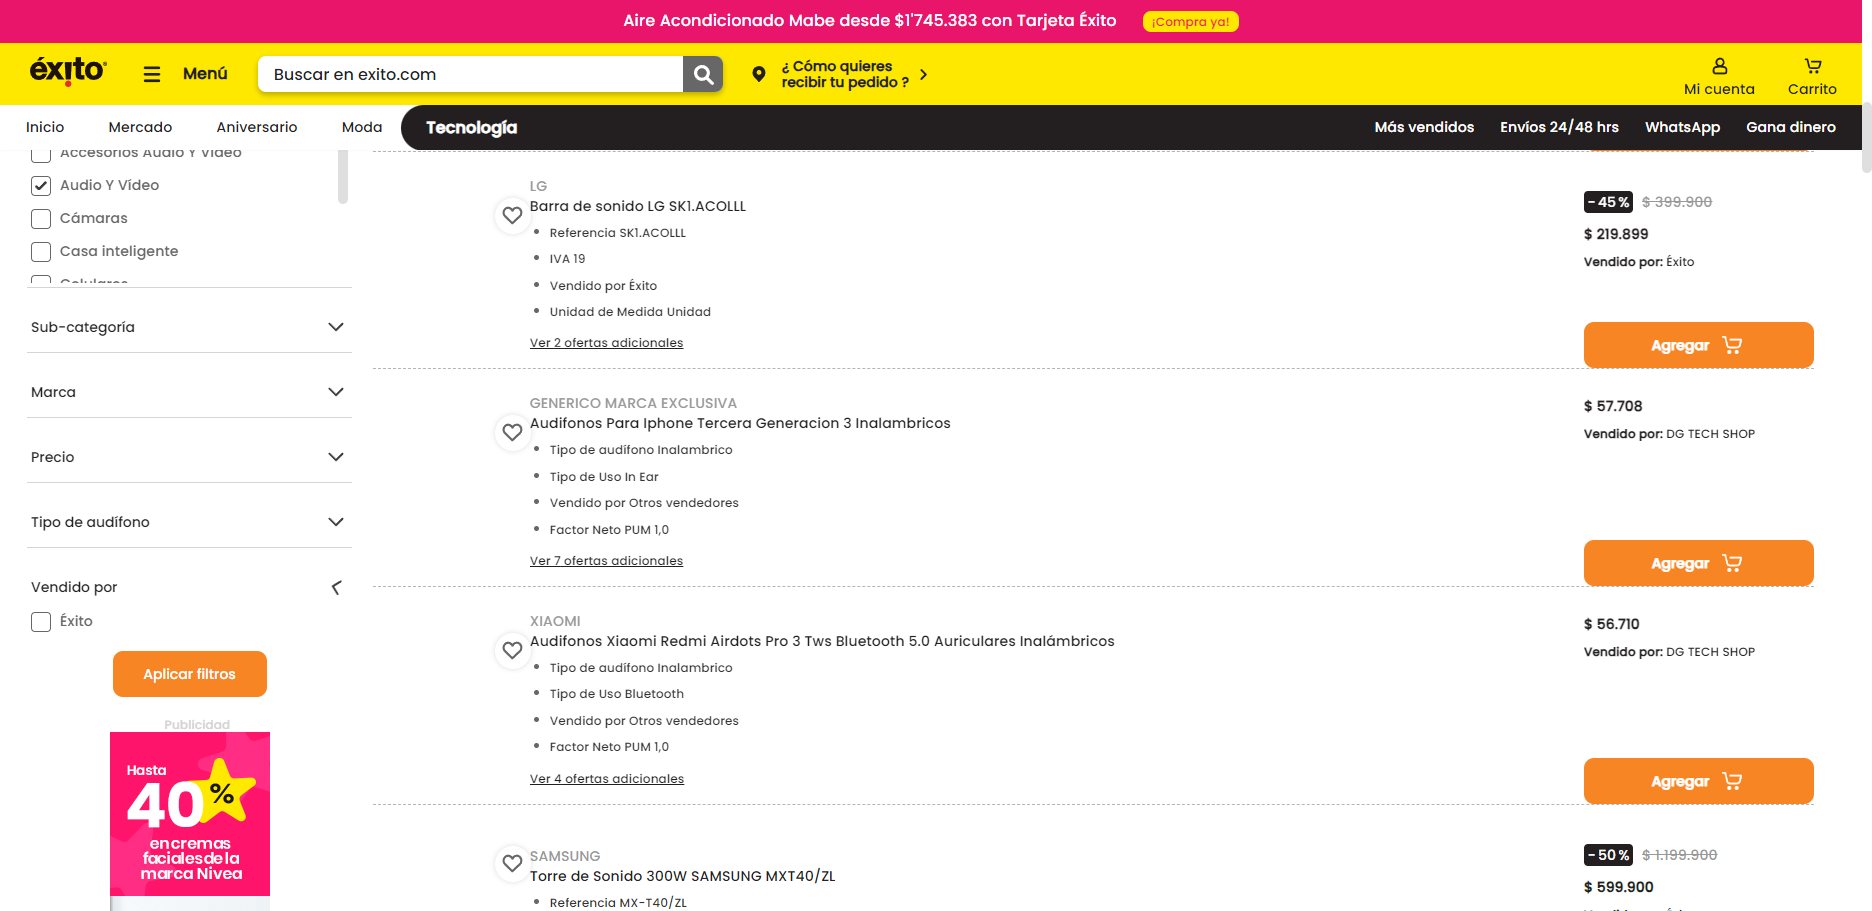 Aire Acondicionado Mabe desde $1'745.383 con Tarjeta Éxito ¡Compra ya!
éxito
Menú
Buscar en exito.com
¿ Cómo quieres
recibir tu pedido ?
Mi cuenta
Carrito
Inicio Mercado Aniversario Moda Tecnología Más vendidos Envíos 24/48 hrs WhatsApp Gana dinero
Accesorios Audio Y Video
Audio Y Vídeo
Cámaras
Casa inteligente
Celulares
Sub-categoría
Marca
Precio
Tipo de audífono
Vendido por
Éxito
Aplicar filtros
Publicidad
Hasta
40%
en cremas
faciales de la
marca Nivea
LG
Barra de sonido LG SK1.ACOLLL
Referencia SK1.ACOLLL
IVA 19
Vendido por Éxito
Unidad de Medida Unidad
Ver 2 ofertas adicionales
-45% $ 399.900
$ 219.899
Vendido por: Éxito
Agregar
GENERICO MARCA EXCLUSIVA
Audifonos Para Iphone Tercera Generacion 3 Inalambricos
Tipo de audífono Inalambrico
Tipo de Uso In Ear
Vendido por Otros vendedores
Factor Neto PUM 1,0
Ver 7 ofertas adicionales
$ 57.708
Vendido por: DG TECH SHOP
Agregar
XIAOMI
Audifonos Xiaomi Redmi Airdots Pro 3 Tws Bluetooth 5.0 Auriculares Inalámbricos
Tipo de audífono Inalambrico
Tipo de Uso Bluetooth
Vendido por Otros vendedores
Factor Neto PUM 1,0
Ver 4 ofertas adicionales
$ 56.710
Vendido por: DG TECH SHOP
Agregar
SAMSUNG
Torre de Sonido 300W SAMSUNG MXT40/ZL
Referencia MX-T40/ZL
-50% $ 1.199.900
$ 599.900